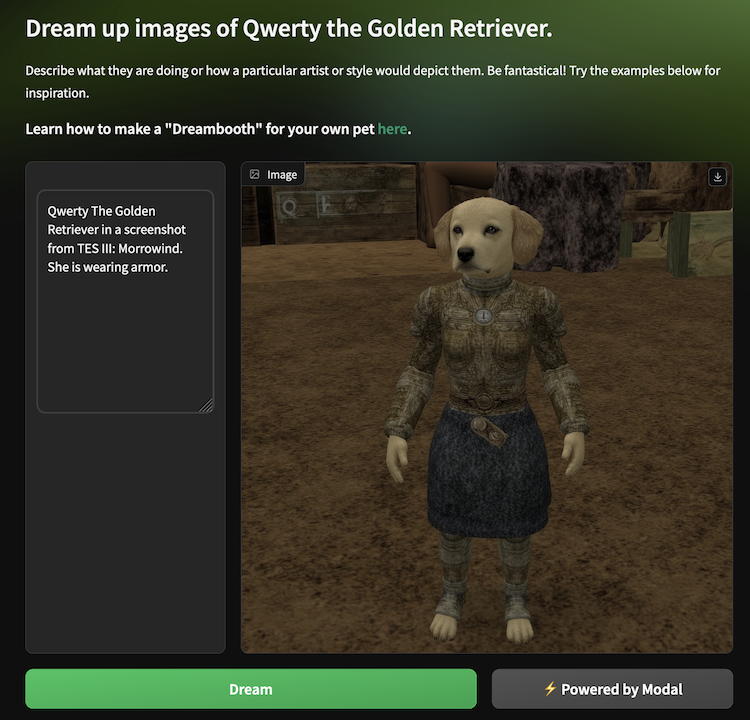 Dream up images of Qwerty the Golden Retriever.
Describe what they are doing or how a particular artist or style would depict them. Be fantastical! Try the examples below for
inspiration.
Learn how to make a "Dreambooth" for your own pet here.
Image
Qwerty The Golden
Retriever in a screenshot
from TES III: Morrowind.
She is wearing armor.
Dream
⚡ Powered by Modal